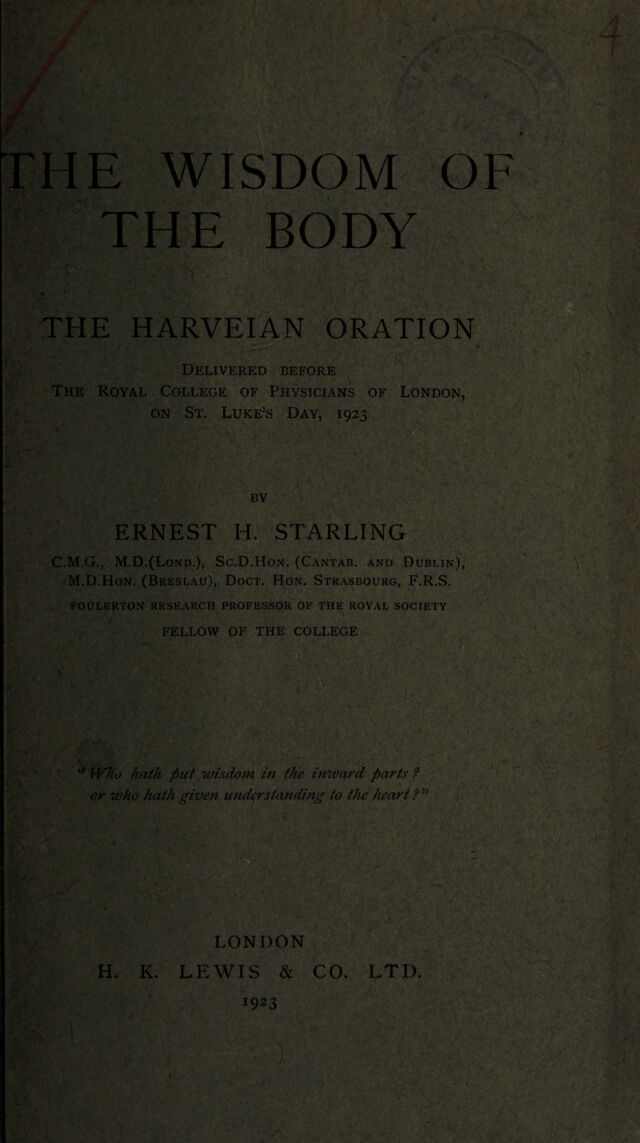 4
THE WISDOM OF
THE BODY
THE HARVEIAN ORATION
DELIVERED BEFORE
THE ROYAL COLLEGE OF PHYSICIANS OF LONDON,
ON ST. LUKE'S DAY, 1923
BY
ERNEST H. STARLING
C.M.G., M.D.(LOND.), SC.D.HON. (CANTAB. AND DUBLIN),
M.D.HON. (BRESLAU), DOCT. HON. STRASBOURG, F.R.S.
FOULERTON RESEARCH PROFESSOR OF THE ROYAL SOCIETY
FELLOW OF THE COLLEGE
"Who hath put wisdom in the inward parts?
or who hath given understanding to the heart?"
LONDON
H. K. LEWIS & CO. LTD.
1923